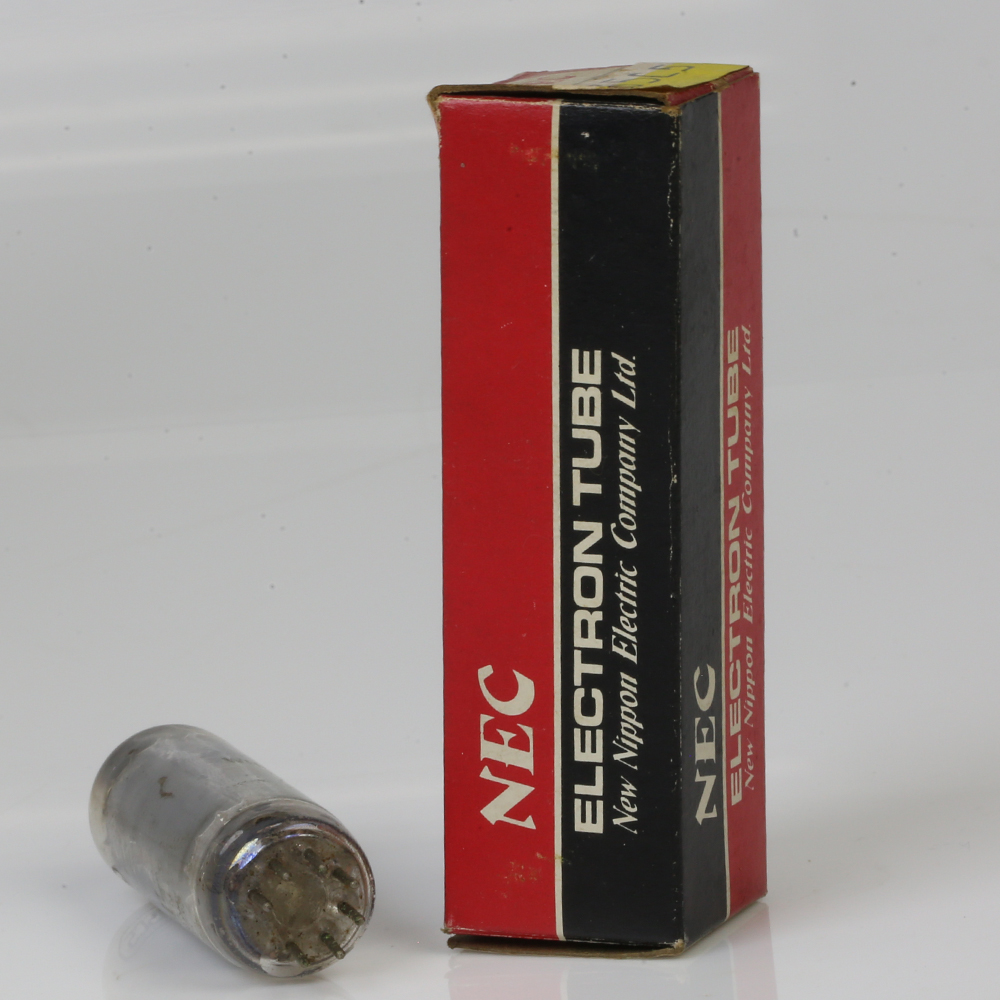 NEC
ELECTRON TUBE
New Nippon Electric Company Ltd.
NEC
ELECTRON TUBE
New Nippon Electric Company Ltd.